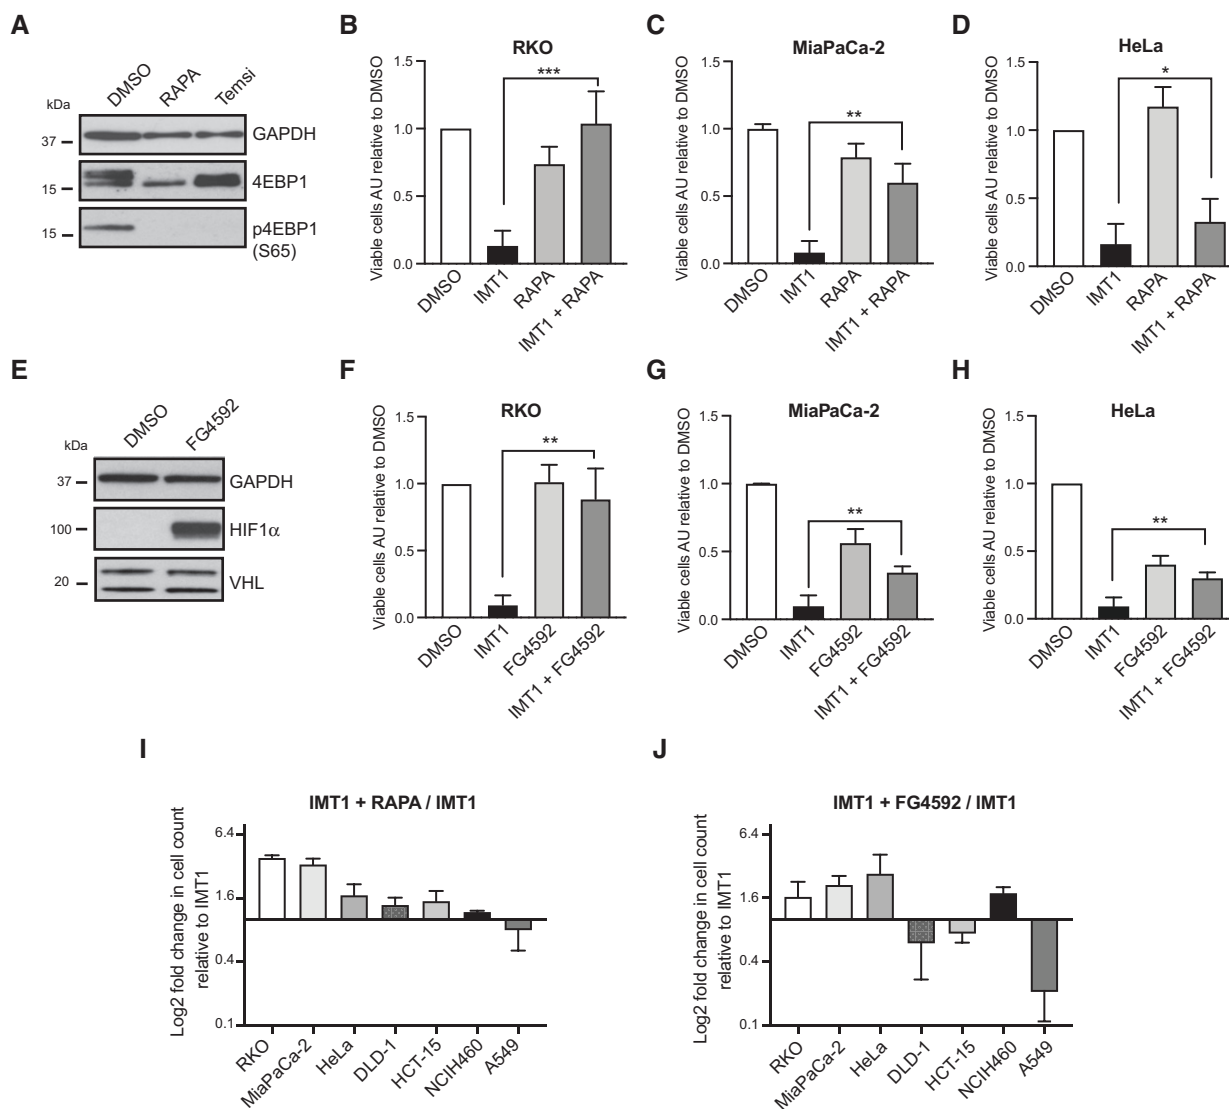 A
DMSO
RAPA
Temsi
kDa
37
GAPDH
15
4EBP1
15
p4EBP1
(S65)
B
RKO
Viable cells AU relative to DMSO
1.5
1.0
0.5
0.0
***
DMSO
IMT1
RAPA
IMT1 + RAPA
C
MiaPaCa-2
Viable cells AU relative to DMSO
1.5
1.0
0.5
0.0
**
DMSO
IMT1
RAPA
IMT1 + RAPA
D
HeLa
Viable cells AU relative to DMSO
1.5
1.0
0.5
0.0
*
DMSO
IMT1
RAPA
IMT1 + RAPA
E
DMSO
FG4592
kDa
37
GAPDH
100
HIF1α
20
VHL
F
RKO
Viable cells AU relative to DMSO
1.5
1.0
0.5
0.0
**
DMSO
IMT1
FG4592
IMT1 + FG4592
G
MiaPaCa-2
Viable cells AU relative to DMSO
1.5
1.0
0.5
0.0
**
DMSO
IMT1
FG4592
IMT1 + FG4592
H
HeLa
Viable cells AU relative to DMSO
1.5
1.0
0.5
0.0
**
DMSO
IMT1
FG4592
IMT1 + FG4592
I
IMT1 + RAPA / IMT1
Log2 fold change in cell count
relative to IMT1
6.4
1.6
0.4
0.1
RKO
MiaPaCa-2
HeLa
DLD-1
HCT-15
NCIH460
A549
J
IMT1 + FG4592 / IMT1
Log2 fold change in cell count
relative to IMT1
6.4
1.6
0.4
0.1
RKO
MiaPaCa-2
HeLa
DLD-1
HCT-15
NCIH460
A549